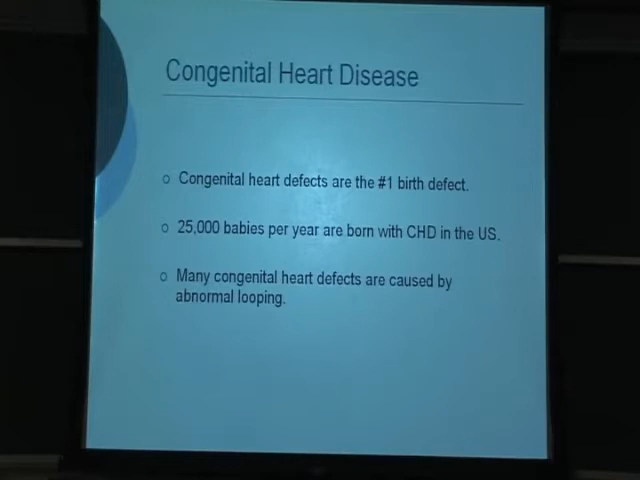 Congenital Heart Disease
Congenital heart defects are the #1 birth defect.
25,000 babies per year are born with CHD in the US.
Many congenital heart defects are caused by
abnormal looping.